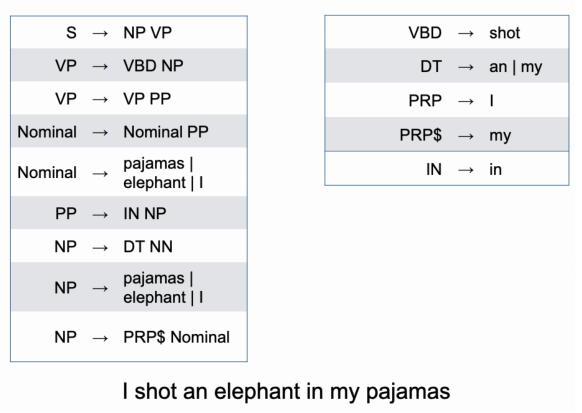 S → NP VP
VP → VBD NP
VP → VP PP
Nominal → Nominal PP
Nominal → pajamas |
elephant | I
PP → IN NP
NP → DT NN
NP → pajamas |
elephant | I
NP → PRP$ Nominal
VBD → shot
DT → an | my
PRP → I
PRP$ → my
IN → in
I shot an elephant in my pajamas